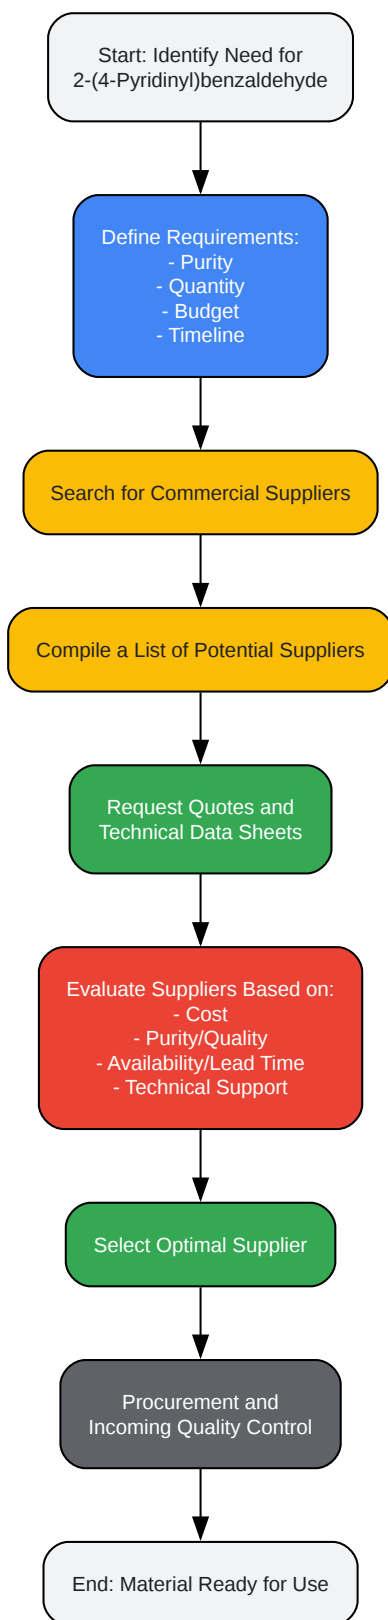 Start: Identify Need for
2-(4-Pyridinyl)benzaldehyde
Define Requirements:
- Purity
- Quantity
- Budget
- Timeline
Search for Commercial Suppliers
Compile a List of Potential Suppliers
Request Quotes and
Technical Data Sheets
Evaluate Suppliers Based on:
- Cost
- Purity/Quality
- Availability/Lead Time
- Technical Support
Select Optimal Supplier
Procurement and
Incoming Quality Control
End: Material Ready for Use